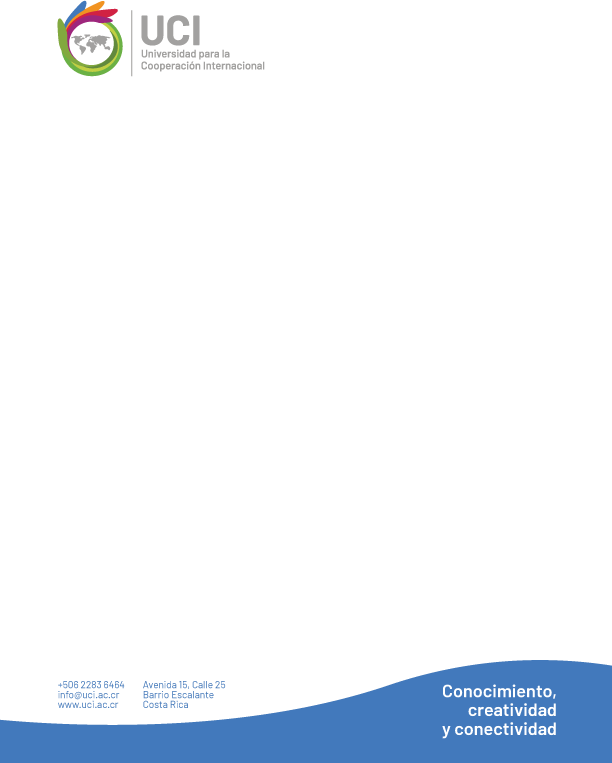 UCI
Universidad para la
Cooperación Internacional
+506 2283 6464
info@uci.ac.cr
www.uci.ac.cr
Avenida 15, Calle 25
Barrio Escalante
Costa Rica
Conocimiento,
creatividad
y conectividad